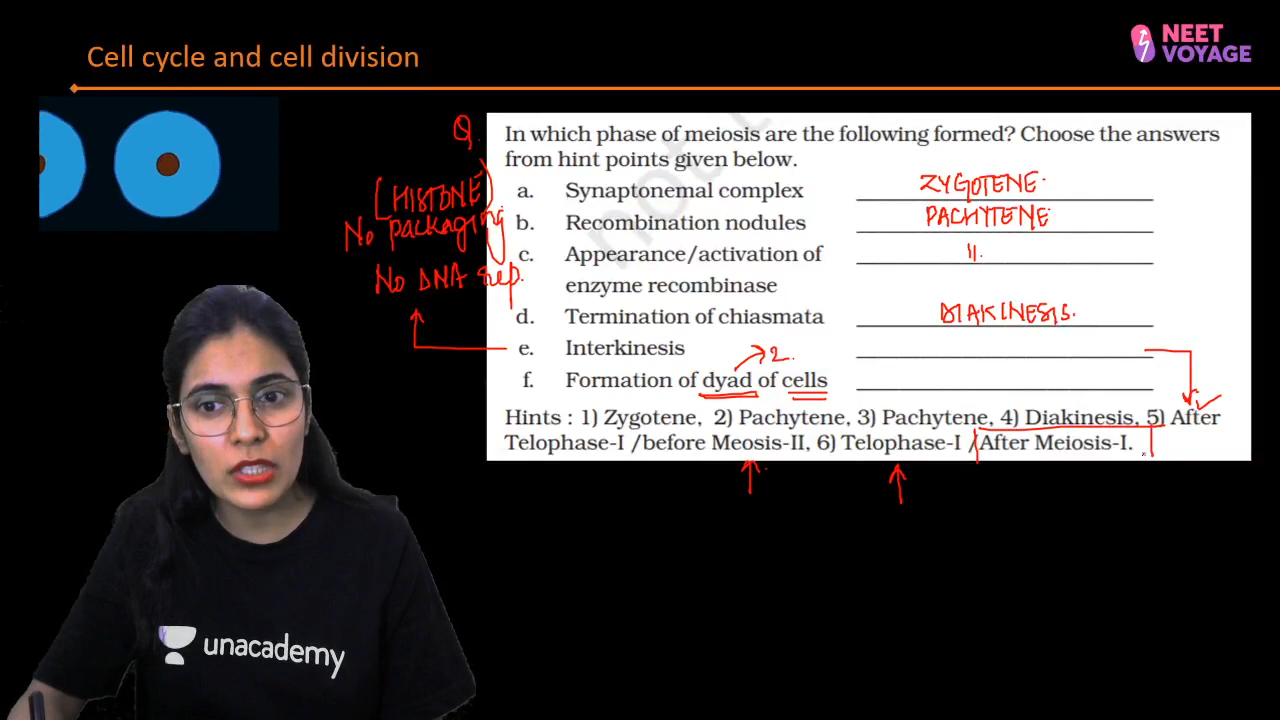 Cell cycle and cell division
NEET
VOYAGE
Q.
In which phase of meiosis are the following formed? Choose the answers
from hint points given below.
a. Synaptonemal complex ZYGOTENE
b. Recombination nodules PACHYTENE
c. Appearance/activation of 11.
enzyme recombinase
d. Termination of chiasmata DIAKINESIS.
e. Interkinesis
f. Formation of dyad of cells
2.
Hints : 1) Zygotene, 2) Pachytene, 3) Pachytene, 4) Diakinesis, 5) After
Telophase-I /before Meosis-II, 6) Telophase-I /After Meiosis-I.
(HISTONE)
No packaging
No DNA rep.
not
unacademy